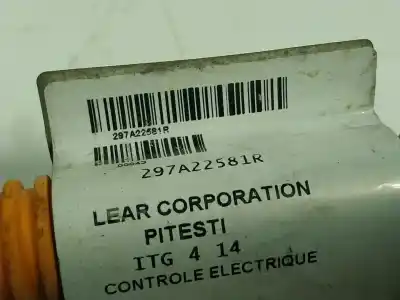 297A22581R
297A22581R
LEAR CORPORATION
PITESTI
ITG 4 14
CONTROLE ELECTRIQUE